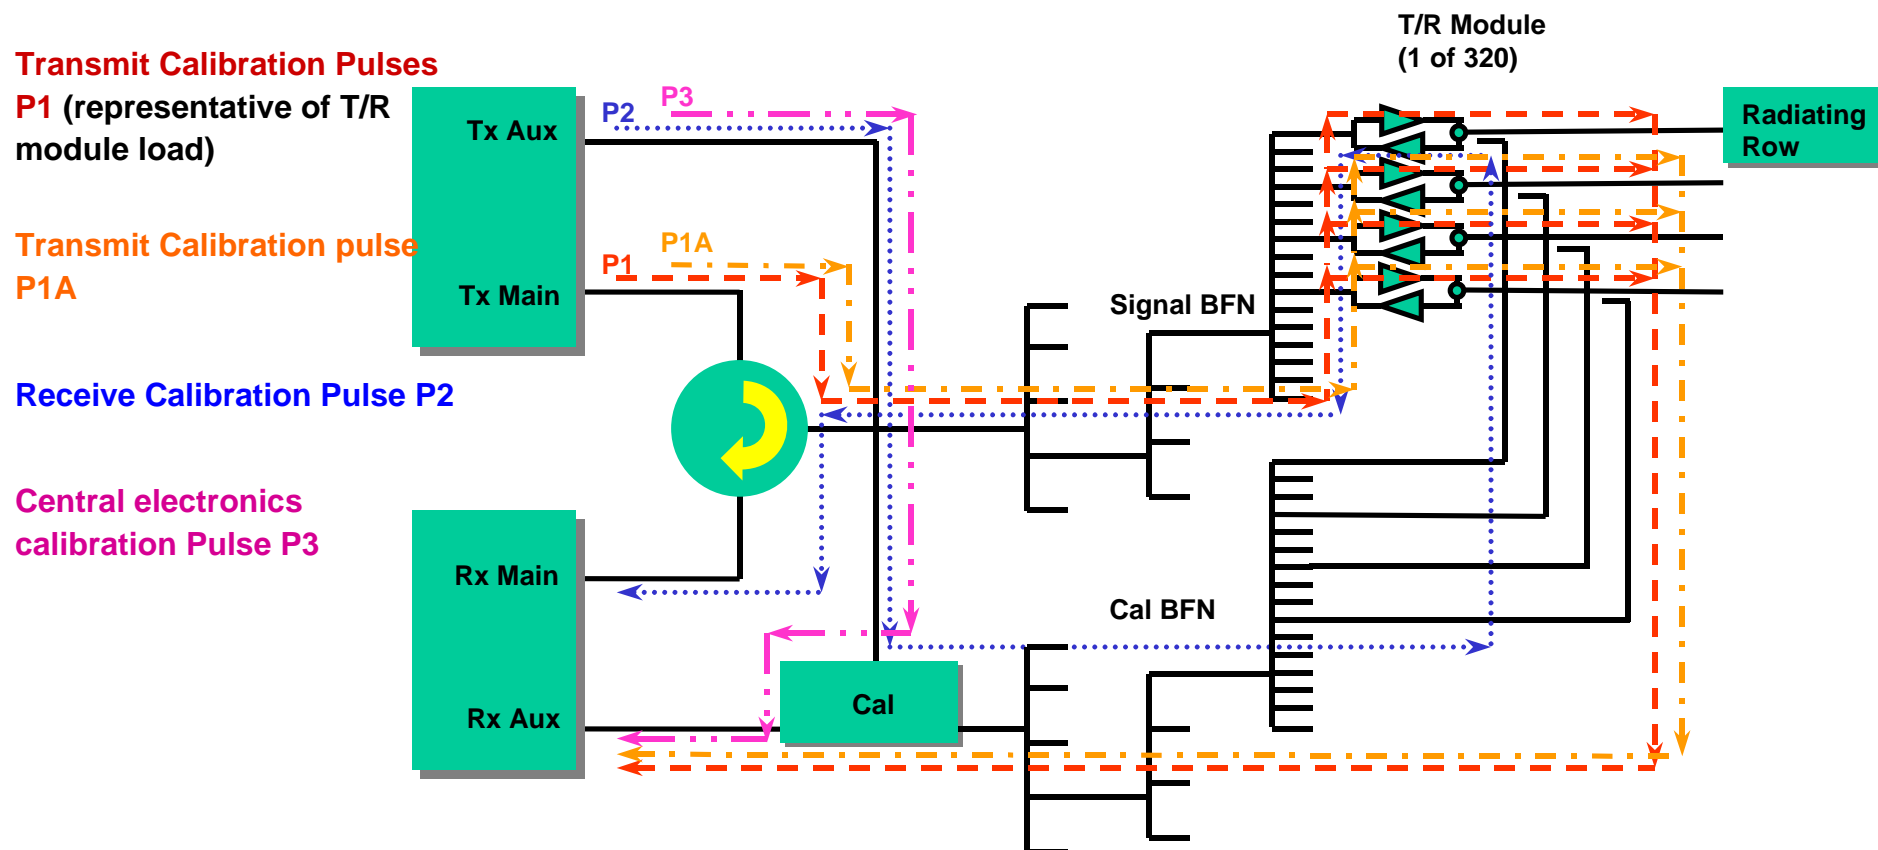 T/R Module
(1 of 320)
Transmit Calibration Pulses
P1 (representative of T/R
module load)
Transmit Calibration pulse
P1A
Receive Calibration Pulse P2
Central electronics
calibration Pulse P3
Tx Aux
Tx Main
P2
P3
P1
P1A
Rx Main
Rx Aux
Cal
Signal BFN
Cal BFN
Radiating
Row